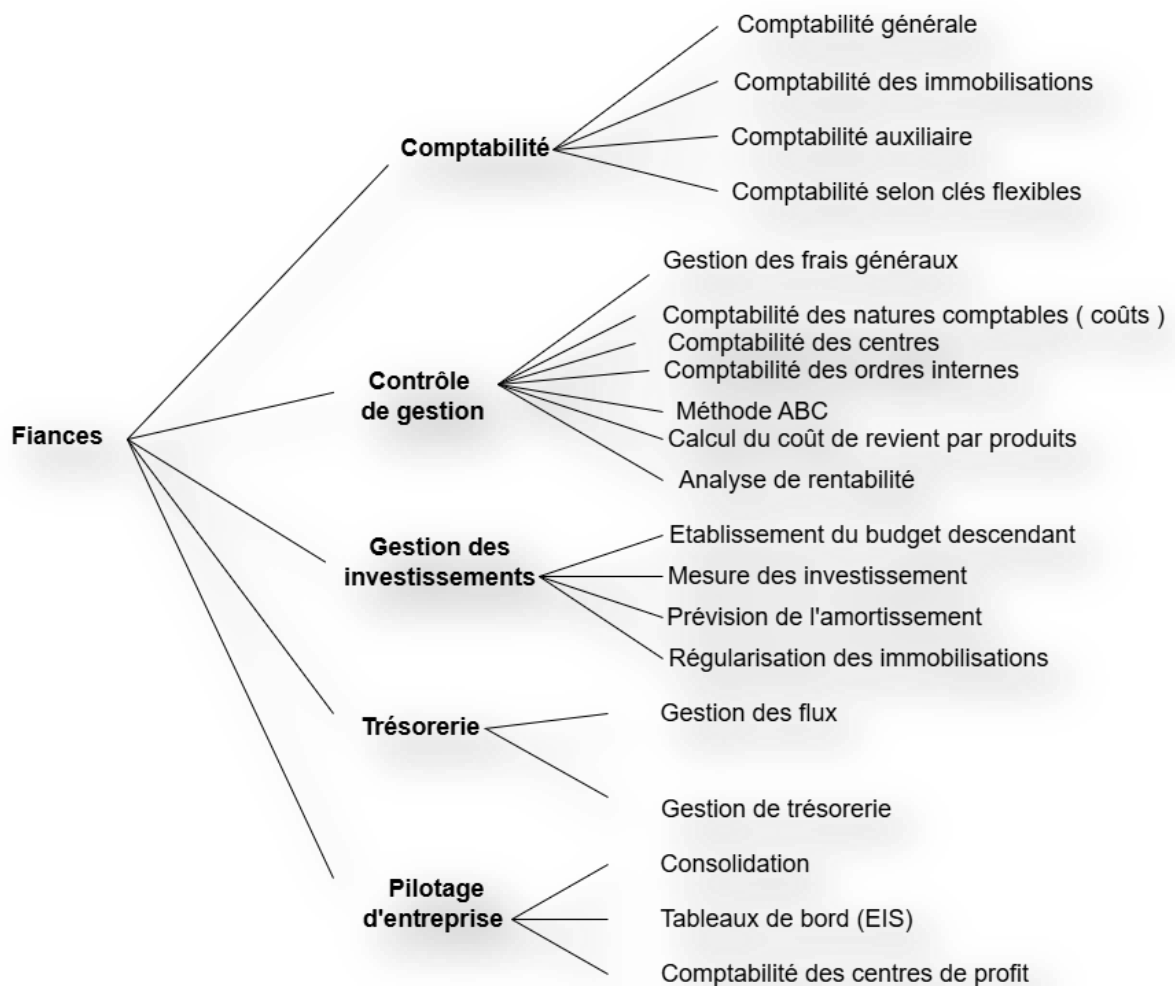 Comptabilité générale
Comptabilité des immobilisations
Comptabilité
Comptabilité auxiliaire
Comptabilité selon clés flexibles
Gestion des frais généraux
Comptabilité des natures comptables ( coûts )
Comptabilité des centres
Contrôle
de gestion
Comptabilité des ordres internes
Méthode ABC
Calcul du coût de revient par produits
Analyse de rentabilité
Fiances
Gestion des
investissements
Etablissement du budget descendant
Mesure des investissement
Prévision de l'amortissement
Régularisation des immobilisations
Trésorerie
Gestion des flux
Gestion de trésorerie
Pilotage
d'entreprise
Consolidation
Tableaux de bord (EIS)
Comptabilité des centres de profit